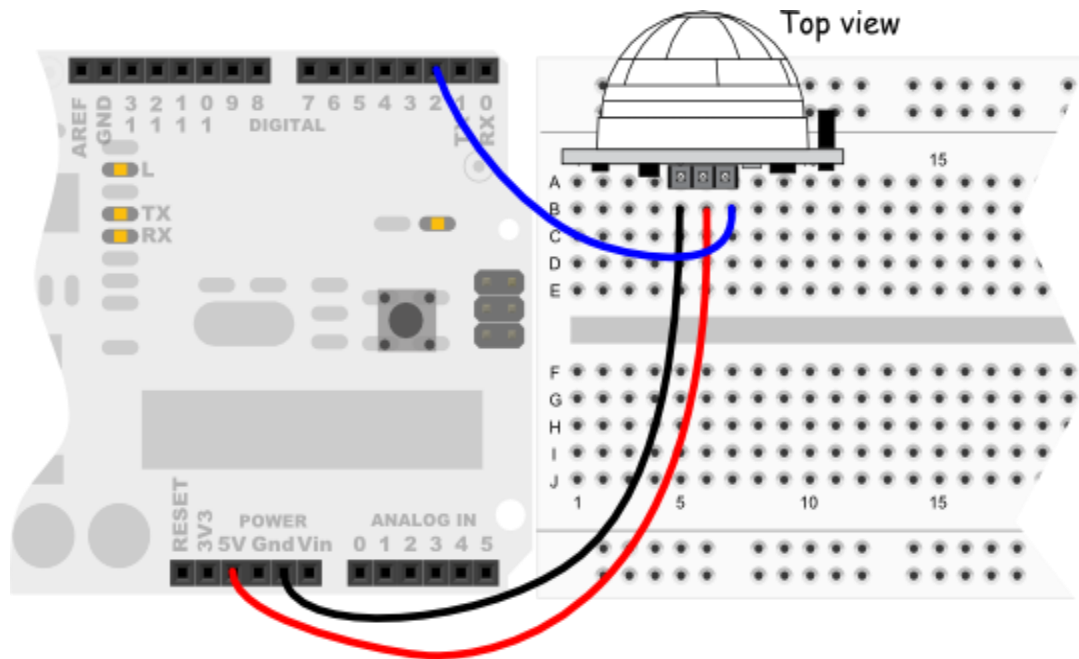 Top view
AREF
GND
13
12
11
10
9
8
7
6
5
4
3
2
TX 1
RX 0
DIGITAL
L
TX
RX
15
A
B
C
D
E
F
G
H
I
J
1 5 10 15
RESET
3V3
5V
Gnd
Vin
POWER
ANALOG IN
0 1 2 3 4 5